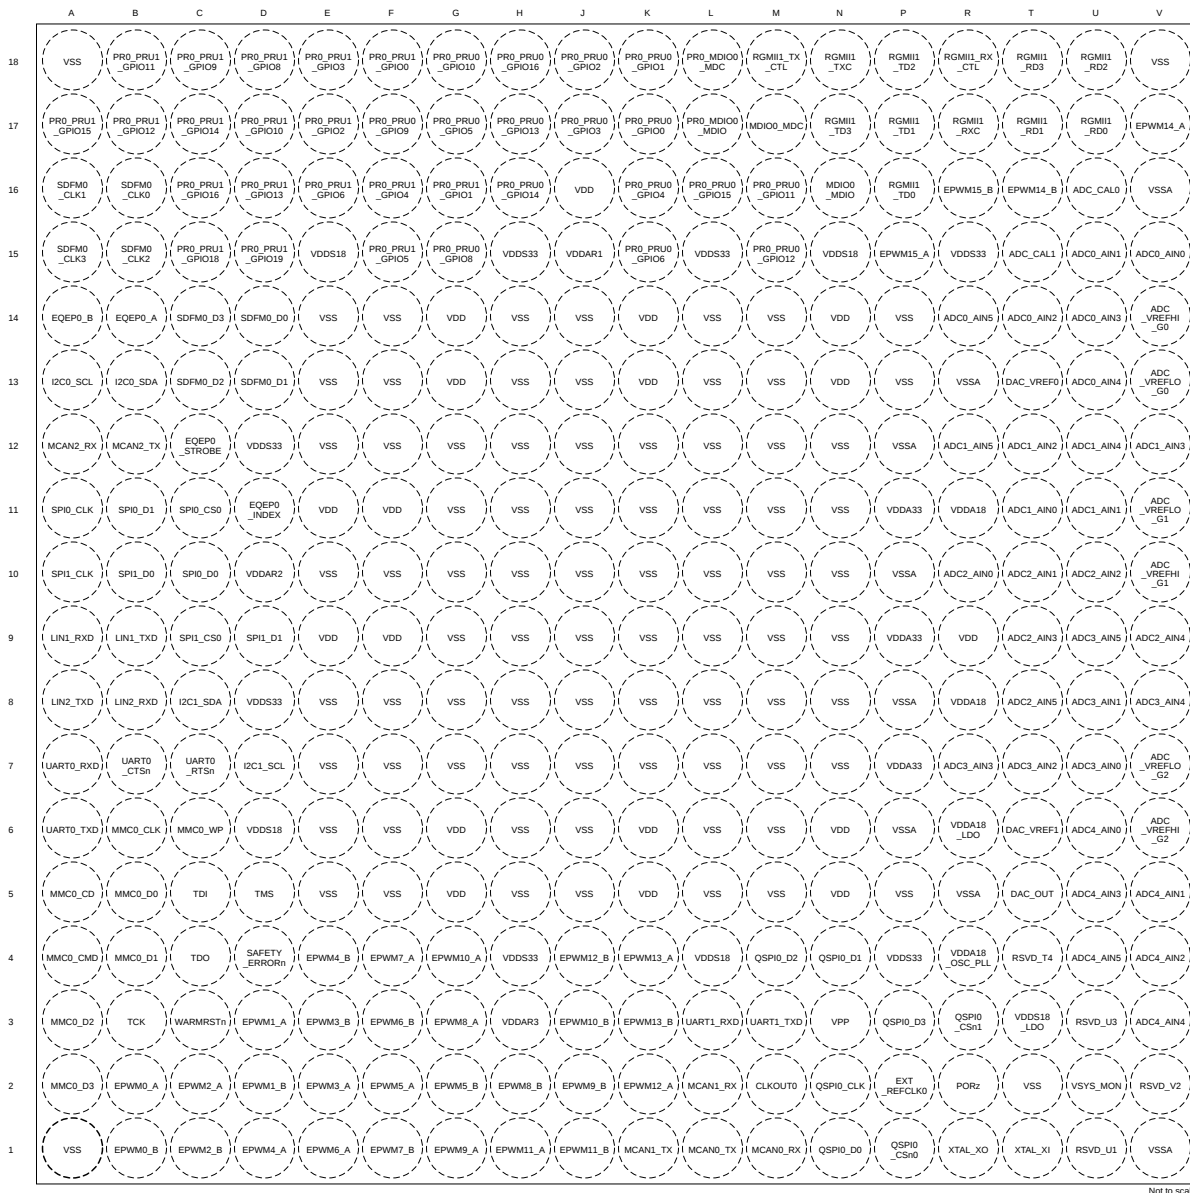 A B C D E F G H J K L M N P R T U V
18 VSS PR0_PRU1_GPIO11 PR0_PRU1_GPIO9 PR0_PRU1_GPIO8 PR0_PRU1_GPIO3 PR0_PRU1_GPIO0 PR0_PRU0_GPIO10 PR0_PRU0_GPIO16 PR0_PRU0_GPIO2 PR0_PRU0_GPIO1 PR0_MDIO0_MDC RGMII1_TX_CTL RGMII1_TXC RGMII1_TD2 RGMII1_RX_CTL RGMII1_RD3 RGMII1_RD2 VSS
17 PR0_PRU1_GPIO15 PR0_PRU1_GPIO12 PR0_PRU1_GPIO14 PR0_PRU1_GPIO10 PR0_PRU1_GPIO2 PR0_PRU0_GPIO9 PR0_PRU0_GPIO5 PR0_PRU0_GPIO13 PR0_PRU0_GPIO3 PR0_PRU0_GPIO0 PR0_MDIO0_MDIO MDIO0_MDC RGMII1_TD3 RGMII1_TD1 RGMII1_RXC RGMII1_RD1 RGMII1_RD0 EPWM14_A
16 SDFM0_CLK1 SDFM0_CLK0 PR0_PRU1_GPIO16 PR0_PRU1_GPIO13 PR0_PRU1_GPIO6 PR0_PRU1_GPIO4 PR0_PRU1_GPIO1 PR0_PRU0_GPIO14 VDD PR0_PRU0_GPIO4 PR0_PRU0_GPIO15 PR0_PRU0_GPIO11 MDIO0_MDIO RGMII1_TD0 EPWM15_B EPWM14_B ADC_CAL0 VSSA
15 SDFM0_CLK3 SDFM0_CLK2 PR0_PRU1_GPIO18 PR0_PRU1_GPIO19 VDDS18 PR0_PRU1_GPIO5 PR0_PRU0_GPIO8 VDDS33 VDDAR1 PR0_PRU0_GPIO6 VDDS33 PR0_PRU0_GPIO12 VDDS18 EPWM15_A VDDS33 ADC_CAL1 ADC0_AIN1 ADC0_AIN0
14 EQEP0_B EQEP0_A SDFM0_D3 SDFM0_D0 VSS VSS VDD VSS VSS VDD VSS VSS VDD VSS ADC0_AIN5 ADC0_AIN2 ADC0_AIN3 ADC_VREFHI_G0
13 I2C0_SCL I2C0_SDA SDFM0_D2 SDFM0_D1 VSS VSS VDD VSS VSS VDD VSS VSS VDD VSS VSSA DAC_VREF0 ADC0_AIN4 ADC_VREFLO_G0
12 MCAN2_RX MCAN2_TX EQEP0_STROBE VDDS33 VSS VSS VSS VSS VSS VSS VSS VSS VSS VSSA ADC1_AIN5 ADC1_AIN2 ADC1_AIN4 ADC1_AIN3
11 SPI0_CLK SPI0_D1 SPI0_CS0 EQEP0_INDEX VDD VDD VSS VSS VSS VSS VSS VSS VSS VDDA33 VDDA18 ADC1_AIN0 ADC1_AIN1 ADC_VREFLO_G1
10 SPI1_CLK SPI1_D0 SPI0_D0 VDDAR2 VSS VSS VSS VSS VSS VSS VSS VSS VSS VSSA ADC2_AIN0 ADC2_AIN1 ADC2_AIN2 ADC_VREFHI_G1
9 LIN1_RXD LIN1_TXD SPI1_CS0 SPI1_D1 VDD VDD VSS VSS VSS VSS VSS VSS VSS VDDA33 VDD ADC2_AIN3 ADC3_AIN5 ADC2_AIN4
8 LIN2_TXD LIN2_RXD I2C1_SDA VDDS33 VSS VSS VSS VSS VSS VSS VSS VSS VSS VSSA VDDA18 ADC2_AIN5 ADC3_AIN1 ADC3_AIN4
7 UART0_RXD UART0_CTSn UART0_RTSn I2C1_SCL VSS VSS VSS VSS VSS VSS VSS VSS VSS VDDA33 ADC3_AIN3 ADC3_AIN2 ADC3_AIN0 ADC_VREFLO_G2
6 UART0_TXD MMC0_CLK MMC0_WP VDDS18 VSS VSS VDD VSS VSS VDD VSS VSS VDD VSSA VDDA18_LDO DAC_VREF1 ADC4_AIN0 ADC_VREFHI_G2
5 MMC0_CD MMC0_D0 TDI TMS VSS VSS VDD VSS VSS VDD VSS VSS VDD VSS VSSA DAC_OUT ADC4_AIN3 ADC4_AIN1
4 MMC0_CMD MMC0_D1 TDO SAFETY_ERRORn EPWM4_B EPWM7_A EPWM10_A VDDS33 EPWM12_B EPWM13_A VDDS18 QSPI0_D2 QSPI0_D1 VDDS33 VDDA18_OSC_PLL RSVD_T4 ADC4_AIN5 ADC4_AIN2
3 MMC0_D2 TCK WARMRSTn EPWM1_A EPWM3_B EPWM6_B EPWM8_A VDDAR3 EPWM10_B EPWM13_B UART1_RXD UART1_TXD VPP QSPI0_D3 QSPI0_CSn1 VDDS18_LDO RSVD_U3 ADC4_AIN4
2 MMC0_D3 EPWM0_A EPWM2_A EPWM1_B EPWM3_A EPWM5_A EPWM5_B EPWM8_B EPWM9_B EPWM12_A MCAN1_RX CLKOUT0 QSPI0_CLK EXT_REFCLK0 PORz VSS VSYS_MON RSVD_V2
1 VSS EPWM0_B EPWM2_B EPWM4_A EPWM6_A EPWM7_B EPWM9_A EPWM11_A EPWM11_B MCAN1_TX MCAN0_TX MCAN0_RX QSPI0_D0 QSPI0_CSn0 XTAL_XO XTAL_XI RSVD_U1 VSSA
Not to